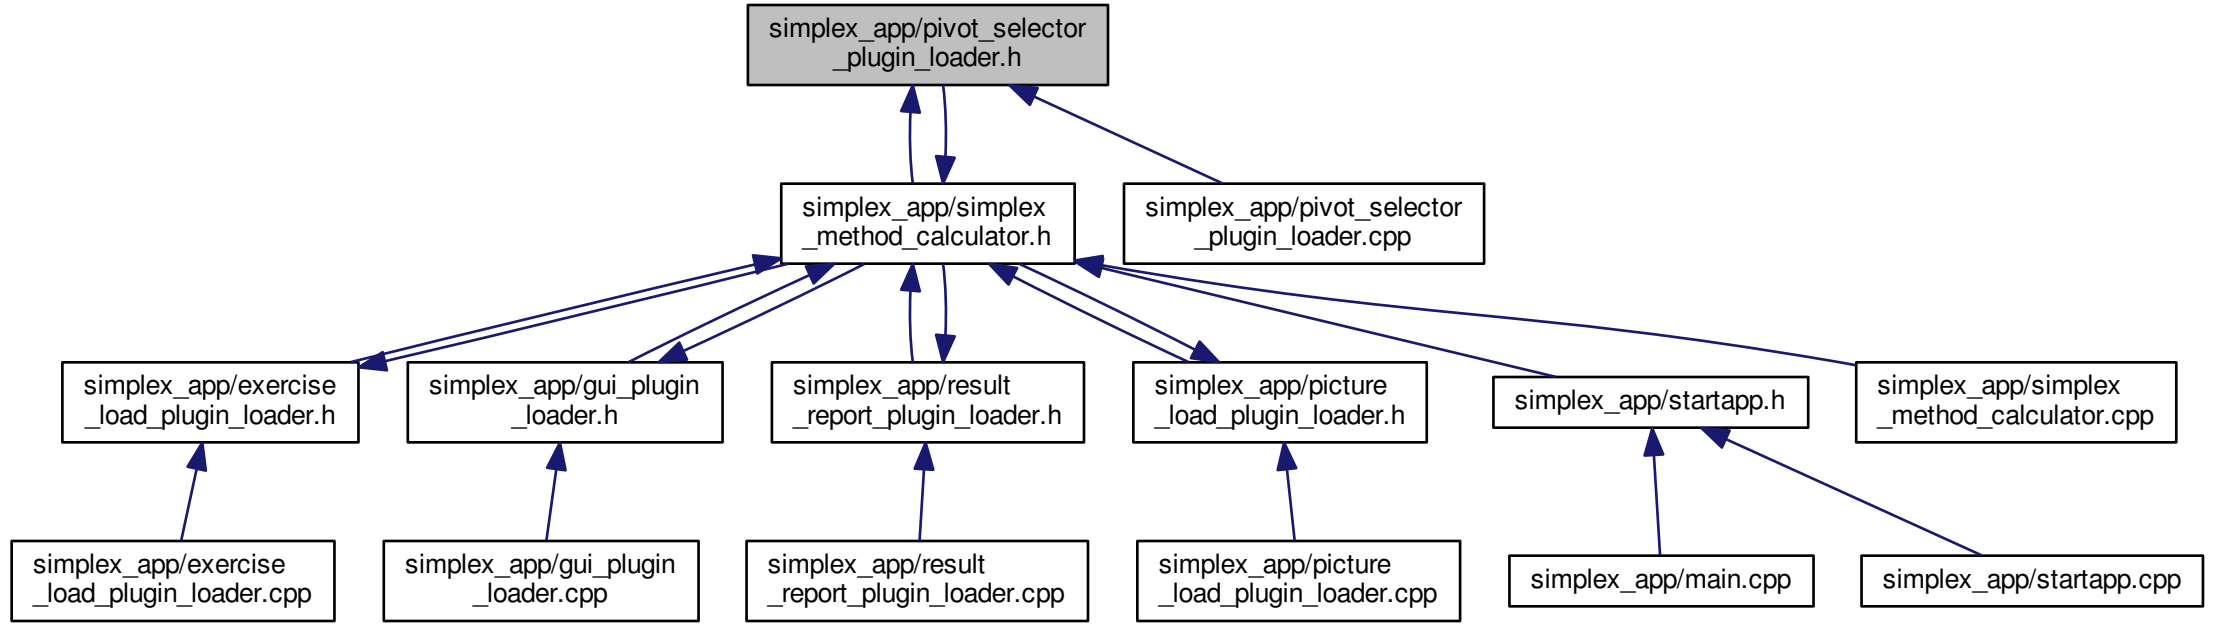 simplex_app/pivot_selector
_plugin_loader.h
simplex_app/simplex
_method_calculator.h
simplex_app/pivot_selector
_plugin_loader.cpp
simplex_app/exercise
_load_plugin_loader.h
simplex_app/gui_plugin
_loader.h
simplex_app/result
_report_plugin_loader.h
simplex_app/picture
_load_plugin_loader.h
simplex_app/startapp.h
simplex_app/simplex
_method_calculator.cpp
simplex_app/exercise
_load_plugin_loader.cpp
simplex_app/gui_plugin
_loader.cpp
simplex_app/result
_report_plugin_loader.cpp
simplex_app/picture
_load_plugin_loader.cpp
simplex_app/main.cpp
simplex_app/startapp.cpp